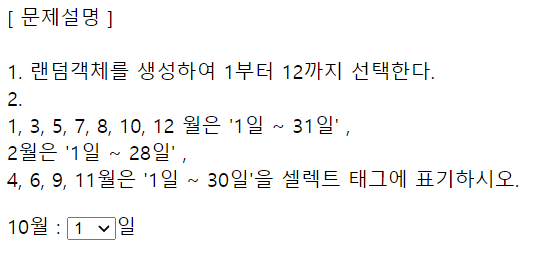 [ 문제설명 ]
1. 랜덤객체를 생성하여 1부터 12까지 선택한다.
2.
1, 3, 5, 7, 8, 10, 12 월은 '1일 ~ 31일' ,
2월은 '1일 ~ 28일' ,
4, 6, 9, 11월은 '1일 ~ 30일'을 셀렉트 태그에 표기하시오.
10월 : 1 일